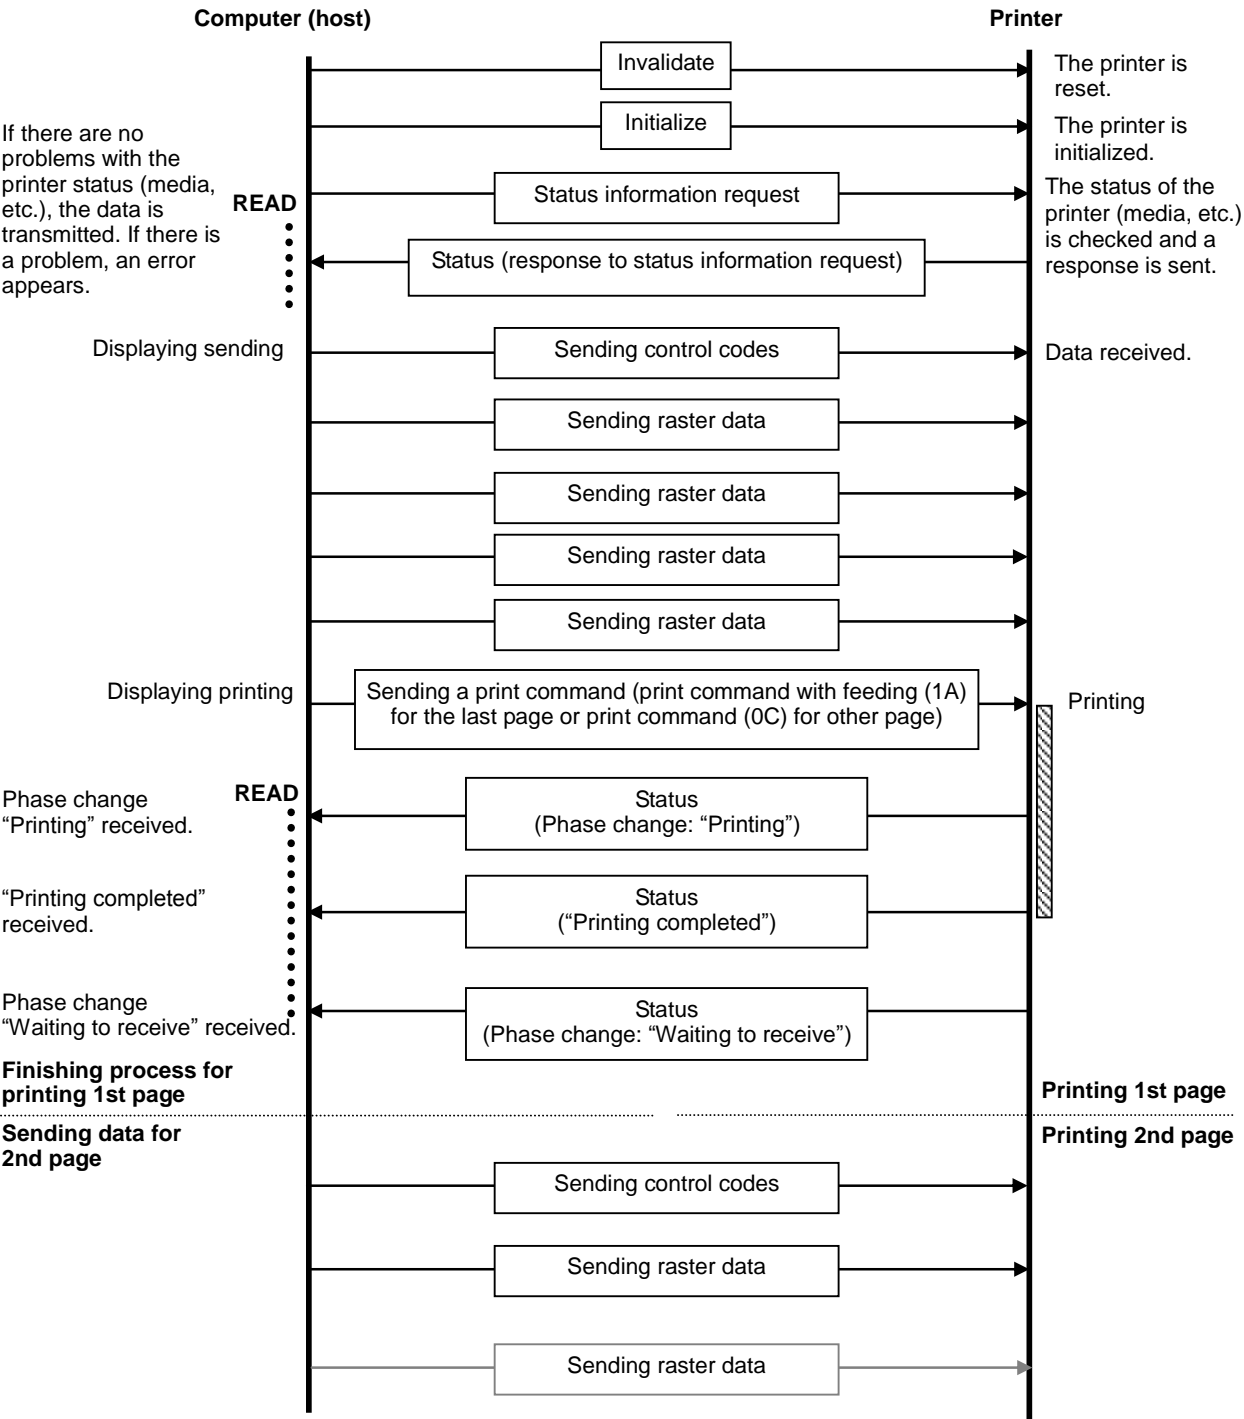 Computer (host)
Printer
Invalidate
The printer is
reset.
Initialize
The printer is
initialized.
If there are no
problems with the
printer status (media,
etc.), the data is
transmitted. If there is
a problem, an error
appears.
READ
Status information request
The status of the
printer (media, etc.)
is checked and a
response is sent.
Status (response to status information request)
Displaying sending
Sending control codes
Data received.
Sending raster data
Sending raster data
Sending raster data
Sending raster data
Displaying printing
Sending a print command (print command with feeding (1A)
for the last page or print command (0C) for other page)
Printing
READ
Phase change
“Printing” received.
Status
(Phase change: “Printing”)
“Printing completed”
received.
Status
(“Printing completed”)
Phase change
“Waiting to receive” received.
Status
(Phase change: “Waiting to receive”)
Finishing process for
printing 1st page
Printing 1st page
Sending data for
2nd page
Printing 2nd page
Sending control codes
Sending raster data
Sending raster data